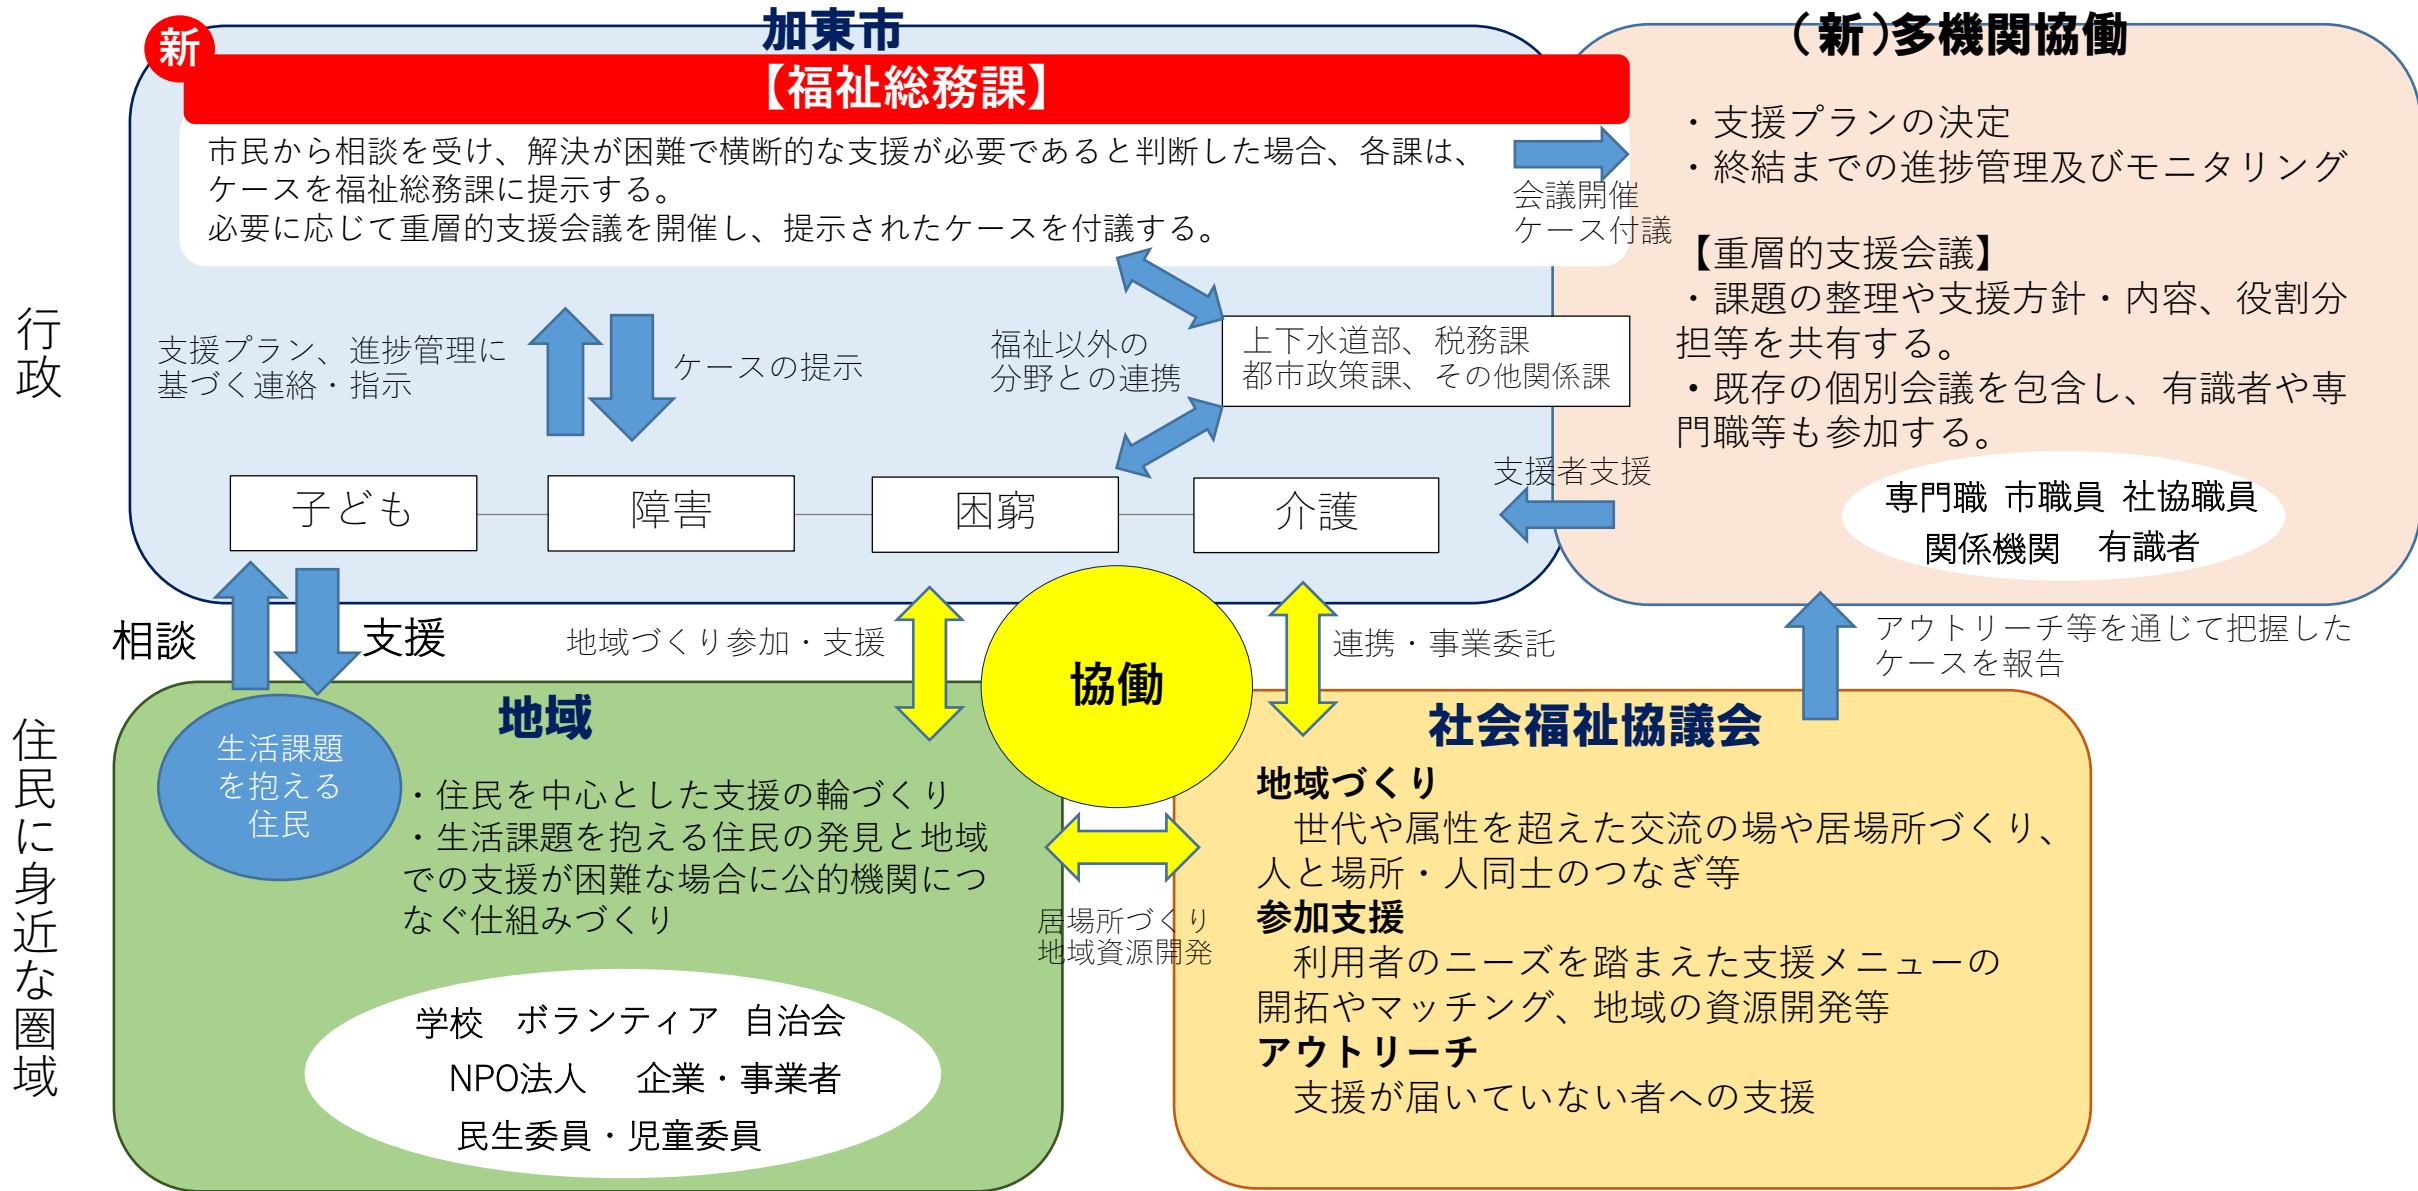 新
加東市
【福祉総務課】
市民から相談を受け、解決が困難で横断的な支援が必要であると判断した場合、各課は、
ケースを福祉総務課に提示する。
必要に応じて重層的支援会議を開催し、提示されたケースを付議する。
会議開催
ケース付議
（新）多機関協働
・支援プランの決定
・終結までの進捗管理及びモニタリング
【重層的支援会議】
・課題の整理や支援方針・内容、役割分
担等を共有する。
・既存の個別会議を包含し、有識者や専
門職等も参加する。
専門職 市職員 社協職員
関係機関 有識者
行政
支援プラン、進捗管理に
基づく連絡・指示
ケースの提示
福祉以外の
分野との連携
上下水道部、税務課
都市政策課、その他関係課
支援者支援
子ども
障害
困窮
介護
相談
支援
地域づくり参加・支援
協働
連携・事業委託
アウトリーチ等を通じて把握した
ケースを報告
住民に身近な圏域
地域
生活課題
を抱える
住民
・住民を中心とした支援の輪づくり
・生活課題を抱える住民の発見と地域
での支援が困難な場合に公的機関につ
なぐ仕組みづくり
学校 ボランティア 自治会
NPO法人 企業・事業者
民生委員・児童委員
居場所づくり
地域資源開発
社会福祉協議会
地域づくり
世代や属性を超えた交流の場や居場所づくり、
人と場所・人同士のつなぎ等
参加支援
利用者のニーズを踏まえた支援メニューの
開拓やマッチング、地域の資源開発等
アウトリーチ
支援が届いていない者への支援